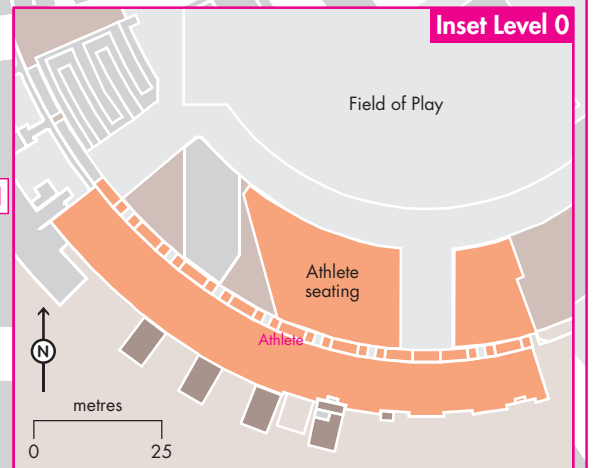 Inset Level 0
Field of Play
Athlete
seating
Athlete
N
metres
0 25